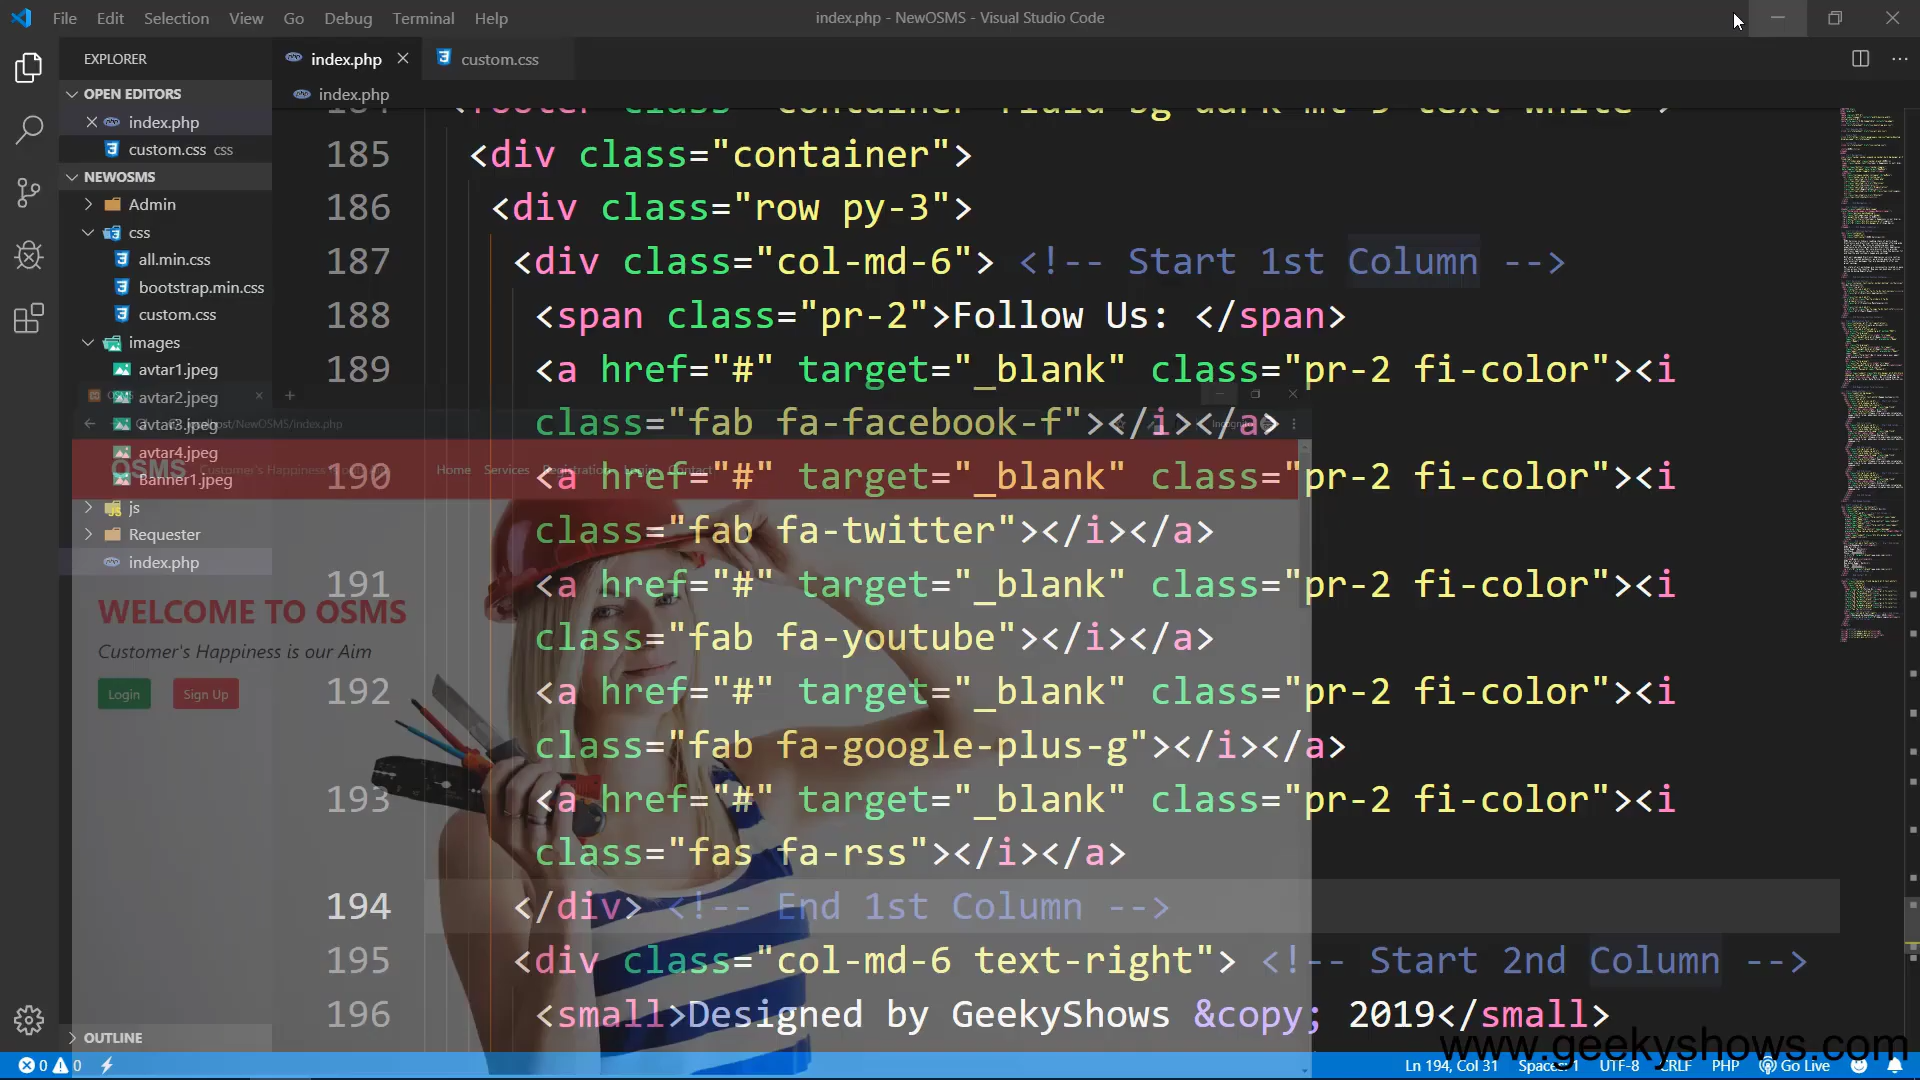 File Edit Selection View Go Debug Terminal Help
index.php - NewOSMS - Visual Studio Code
EXPLORER
index.php
custom.css
OPEN EDITORS
index.php
index.php
custom.css css
NEWOSMS
Admin
css
all.min.css
bootstrap.min.css
custom.css
images
avtar1.jpeg
avtar2.jpeg
avtar3.jpeg
avtar4.jpeg
Banner1.jpeg
js
Requester
index.php
OUTLINE
185 <div class="container">
186 <div class="row py-3">
187 <div class="col-md-6"> <!-- Start 1st Column -->
188 <span class="pr-2">Follow Us: </span>
189 <a href="#" target="_blank" class="pr-2 fi-color"><i
class="fab fa-facebook-f"></i></a>
190 <a href="#" target="_blank" class="pr-2 fi-color"><i
class="fab fa-twitter"></i></a>
191 <a href="#" target="_blank" class="pr-2 fi-color"><i
class="fab fa-youtube"></i></a>
192 <a href="#" target="_blank" class="pr-2 fi-color"><i
class="fab fa-google-plus-g"></i></a>
193 <a href="#" target="_blank" class="pr-2 fi-color"><i
class="fas fa-rss"></i></a>
194 </div> <!-- End 1st Column -->
195 <div class="col-md-6 text-right"> <!-- Start 2nd Column -->
196 <small>Designed by GeekyShows &copy; 2019</small>
/NewOSMS/index.php
OSMS Customer's Happiness
Home Services Registration Contact
WELCOME TO OSMS
Customer's Happiness is our Aim
Login Sign Up
www.geekyshows.com
0 0
Ln 194, Col 31 Spaces: 1 UTF-8 CRLF PHP Go Live